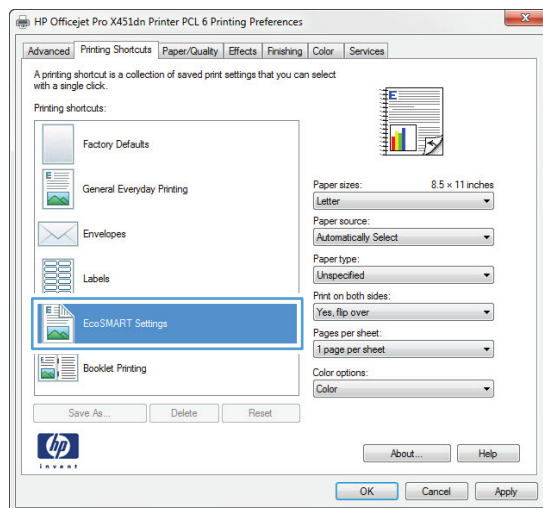 HP Officejet Pro X451dn Printer PCL 6 Printing Preferences
Advanced Printing Shortcuts Paper/Quality Effects Finishing Color Services
A printing shortcut is a collection of saved print settings that you can select
with a single click.
Printing shortcuts:
Factory Defaults
General Everyday Printing
Envelopes
Labels
EcoSMART Settings
Booklet Printing
Save As... Delete Reset
E
Paper sizes: 8.5 × 11 inches
Letter
Paper source:
Automatically Select
Paper type:
Unspecified
Print on both sides:
Yes, flip over
Pages per sheet:
1 page per sheet
Color options:
Color
hp
invent
About... Help
OK Cancel Apply